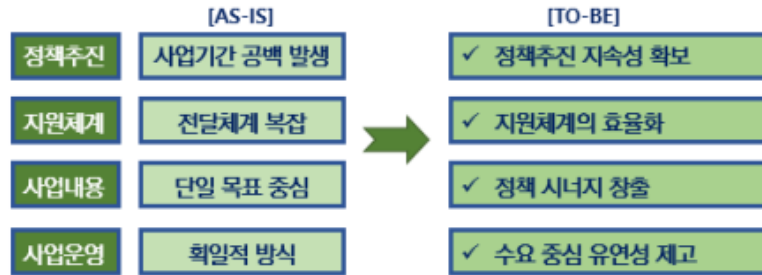 [AS-IS] [TO-BE]
정책추진 사업기간 공백 발생 ✓ 정책추진 지속성 확보
지원체계 전달체계 복잡 ✓ 지원체계의 효율화
사업내용 단일 목표 중심 ✓ 정책 시너지 창출
사업운영 획일적 방식 ✓ 수요 중심 유연성 제고